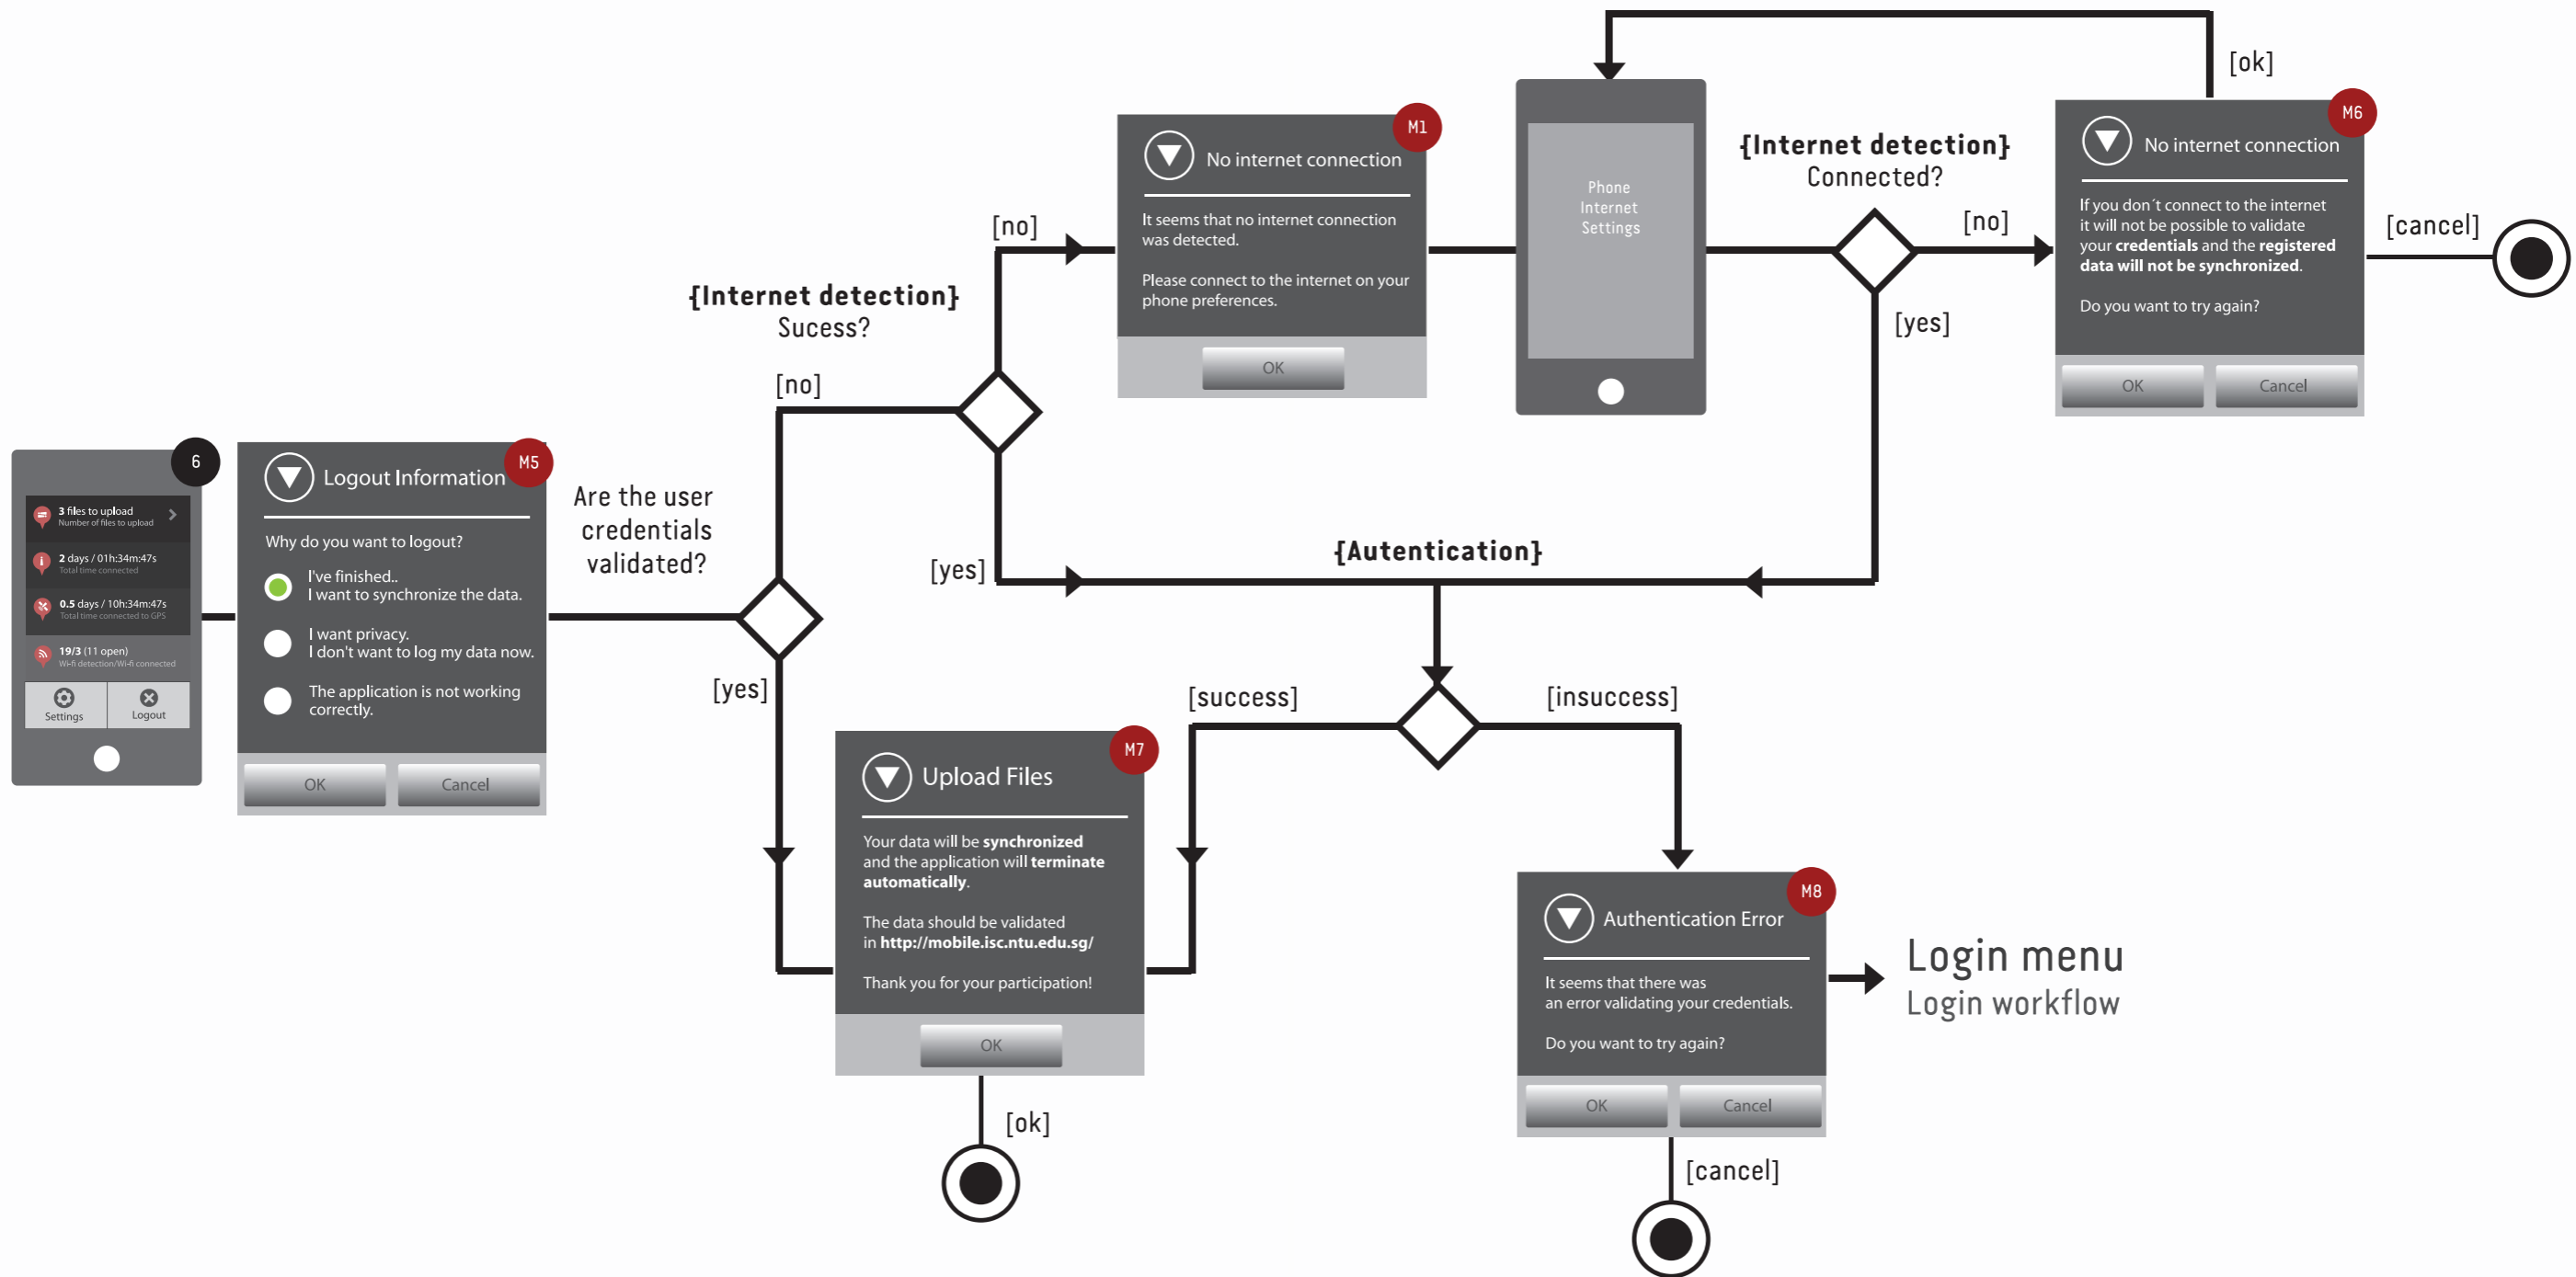 6
3 files to upload
Number of files to upload
2 days / 01h:34m:47s
Total time connected
0.5 days / 10h:34m:47s
Total time connected to GPS
19/3 (11 open)
Wi-fi detection/Wi-fi connected
Settings
Logout
M5
Logout Information
Why do you want to logout?
I've finished..
I want to synchronize the data.
I want privacy.
I don't want to log my data now.
The application is not working
correctly.
OK
Cancel
Are the user
credentials
validated?
[no]
[yes]
{Internet detection}
Sucess?
[no]
[yes]
M1
No internet connection
It seems that no internet connection
was detected.
Please connect to the internet on your
phone preferences.
OK
Phone
Internet
Settings
{Internet detection}
Connected?
[no]
[yes]
M6
No internet connection
If you don´t connect to the internet
it will not be possible to validate
your credentials and the registered
data will not be synchronized.
Do you want to try again?
OK
Cancel
[ok]
[cancel]
{Autentication}
[success]
[insuccess]
M7
Upload Files
Your data will be synchronized
and the application will terminate
automatically.
The data should be validated
in http://mobile.isc.ntu.edu.sg/
Thank you for your participation!
OK
[ok]
M8
Authentication Error
It seems that there was
an error validating your credentials.
Do you want to try again?
OK
Cancel
[cancel]
Login menu
Login workflow